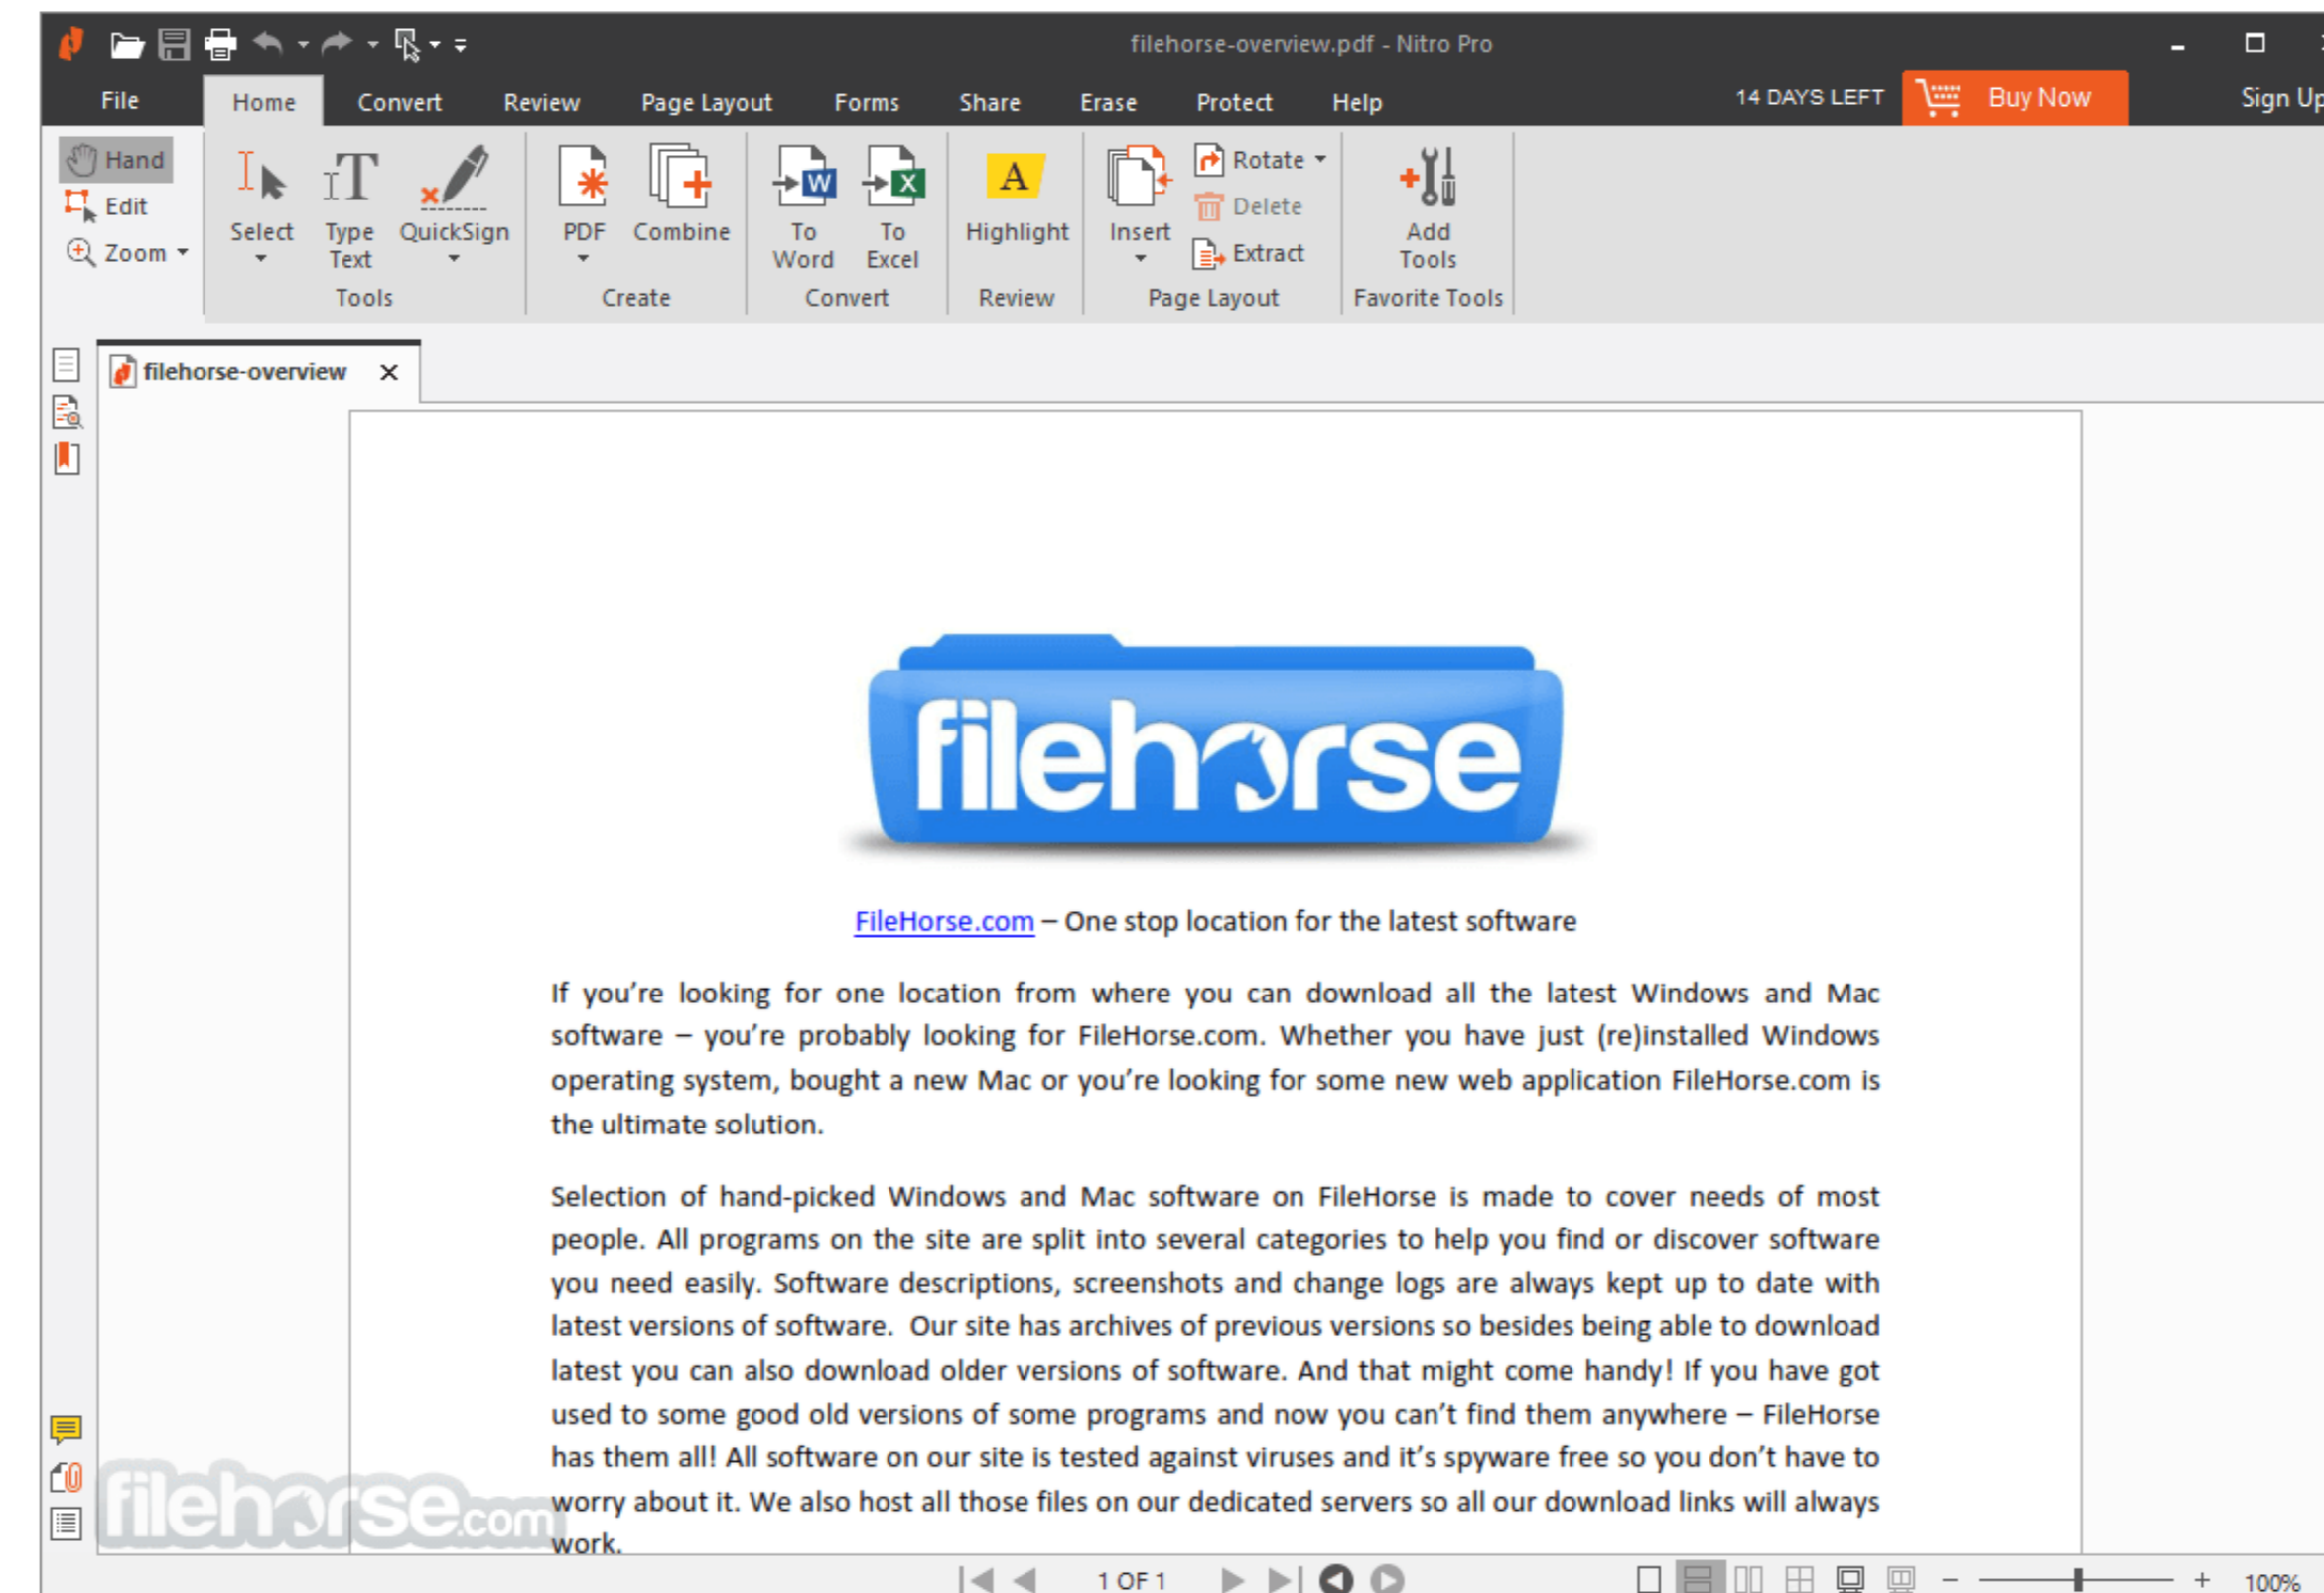 filehorse-overview.pdf - Nitro Pro
File Home Convert Review Page Layout Forms Share Erase Protect Help 14 DAYS LEFT Buy Now Sign Up
Hand
Edit
Zoom
Select
Type Text
QuickSign
Tools
PDF
Combine
Create
To Word
To Excel
Convert
A
Highlight
Review
Insert
Rotate
Delete
Extract
Page Layout
Add Tools
Favorite Tools
filehorse-overview
filehorse
FileHorse.com – One stop location for the latest software
If you’re looking for one location from where you can download all the latest Windows and Mac
software – you’re probably looking for FileHorse.com. Whether you have just (re)installed Windows
operating system, bought a new Mac or you’re looking for some new web application FileHorse.com is
the ultimate solution.
Selection of hand-picked Windows and Mac software on FileHorse is made to cover needs of most
people. All programs on the site are split into several categories to help you find or discover software
you need easily. Software descriptions, screenshots and change logs are always kept up to date with
latest versions of software.  Our site has archives of previous versions so besides being able to download
latest you can also download older versions of software. And that might come handy! If you have got
used to some good old versions of some programs and now you can’t find them anywhere – FileHorse
has them all! All software on our site is tested against viruses and it’s spyware free so you don’t have to
worry about it. We also host all those files on our dedicated servers so all our download links will always
work.
filehorse.com
1 OF 1
100%